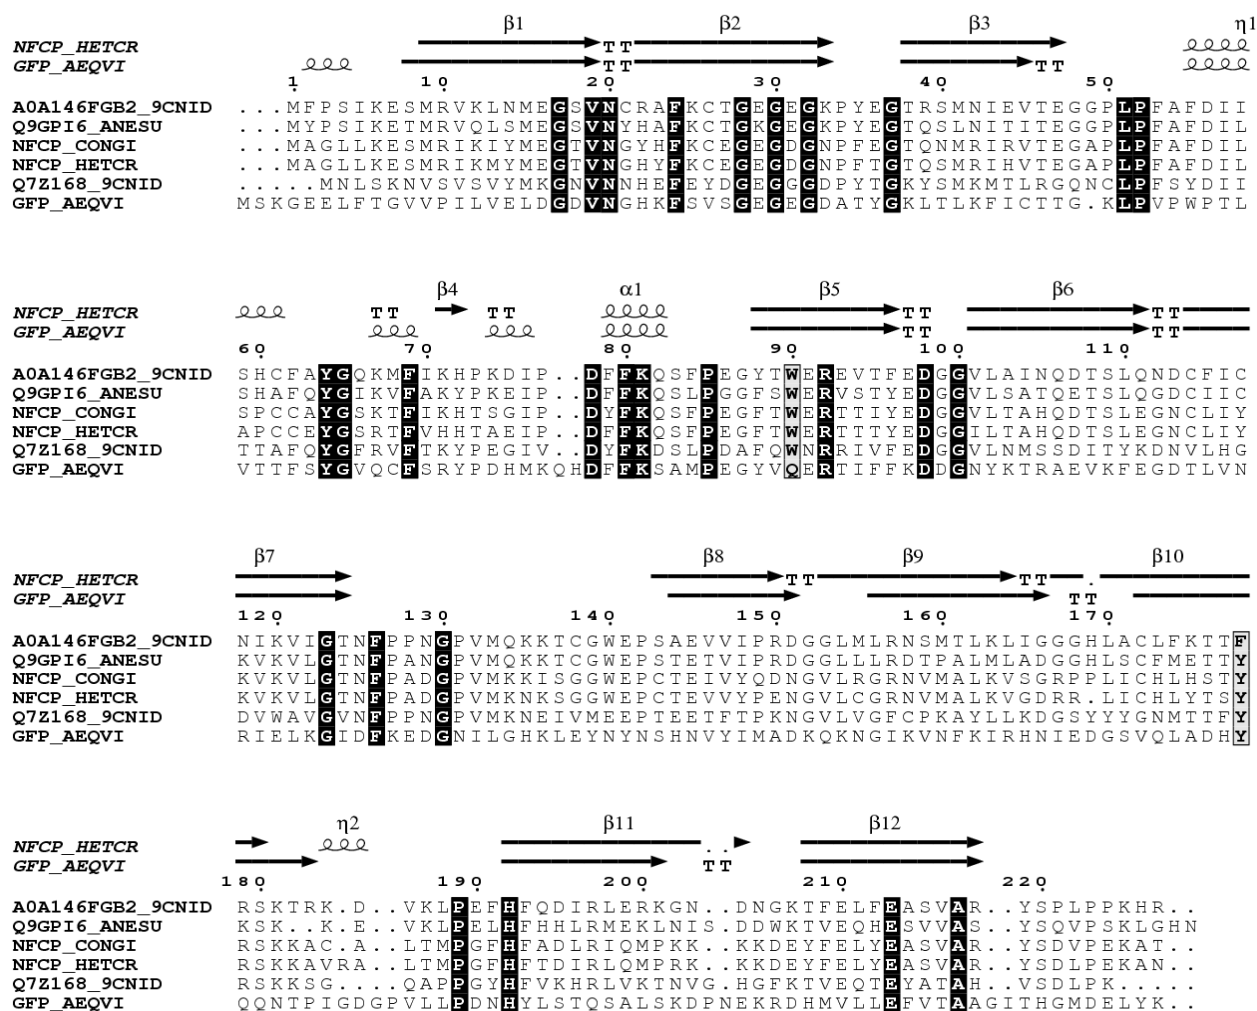 β1 β2 β3 η1
NFCP_HETCR TT
GFP_AEQVI TT TT
1 10 20 30 40 50
A0A146FGB2_9CNID ...MFPSIKESMRVKLNMEGSVNCRAFKCTGEGEGKPYEGTRSMNIEVTEGGPLPFAFDII
Q9GPI6_ANESU ...MYPSIKETMRVQLSMEGSVNYHAFKCTGKGEGKPYEGTQSLNITITEGGPLPFAFDIL
NFCP_CONGI ...MAGLLKESMRIKIYMEGTVNGYHFKCEGEGDGNPFEGTQNMRIRVTEGAPLPFAFDIL
NFCP_HETCR ...MAGLLKESMRIKMYMEGTVNGHYFKCEGEGDGNPFTGTQSMRIHVTEGAPLPFAFDIL
Q7Z168_9CNID .....MNLSKNVSVSVYMKGNVNNHEFEYDGEGGGDPYTGKYSMKMTLRGQNCLPFSYDII
GFP_AEQVI MSKGEELFTGVVPILVELDGDVNGHKFSVSGEGEGDATYGKLTLKFICTTG.KLPVPWPTL
β4 α1 β5 β6
NFCP_HETCR TT TT TT TT
GFP_AEQVI TT TT
60 70 80 90 100 110
A0A146FGB2_9CNID SHCFAYGQKMFIKHPKDIP..DFFKQSFPEGYTWEREVTFEDGGVLAINQDTSLQNDCFIC
Q9GPI6_ANESU SHAFQYGIKVFAKYPKEIP..DFFKQSLPGGFSWERVSTYEDGGVLSATQETSLQGDCIIC
NFCP_CONGI SPCCAYGSKTFIKHTSGIP..DYFKQSFPEGFTWERTTIYEDGGVLTAHQDTSLEGNCLIY
NFCP_HETCR APCCEYGSRTFVHHTAEIP..DFFKQSFPEGFTWERTTTYEDGGILTAHQDTSLEGNCLIY
Q7Z168_9CNID TTAFQYGFRVFTKYPEGIV..DYFKDSLPDAFQWNRRIVFEDGGVLNMSSDITYKDNVLHG
GFP_AEQVI VTTFSYGVQCFSRYPDHMKQHDFFKSAMPEGYVQERTIFFKDDGNYKTRAEVKFEGDTLVN
β7 β8 β9 β10
NFCP_HETCR TT TT .
GFP_AEQVI TT
120 130 140 150 160 170
A0A146FGB2_9CNID NIKVIGTNFPPNGPVMQKKTCGWEPSAEVVIPRDGGLMLRNSMTLKLIGGGHLACLFKTTF
Q9GPI6_ANESU KVKVLGTNFPANGPVMQKKTCGWEPSTETVIPRDGGLLLRDTPALMLADGGHLSCFMETTY
NFCP_CONGI KVKVLGTNFPADGPVMQKKISGGWEPCTEIVYQDNGVLRGRNVMALKVSGRPPLICHLHSTY
NFCP_HETCR KVKVLGTNFPADGPVMKNKSGGWEPCTEVVYPENGVLCGRNVMALKVGDRR.LICHLYTSY
Q7Z168_9CNID DVWAVGVNFPPNGPVMKNEIVMEEPTEETFTPKNGVLVGFCPKAYLLKDGSYYYGNMTTFY
GFP_AEQVI RIELKGIDFKEDGNILGHKLEYNYNSHNVYIMADKQKNGIKVNFKIRHNIEDGSVQLADHY
η2 β11 β12
NFCP_HETCR ..
GFP_AEQVI TT
180 190 200 210 220
A0A146FGB2_9CNID RSKTRK.D..VKLPEFHFQDIRLERKGN..DNGKTFELFEASVAR..YSPLPPKHR..
Q9GPI6_ANESU KSK..K.E..VKLPELHFHHLRMEKLNIS.DDWKTVEQHESVVAS..YSQVPSKLGHN
NFCP_CONGI RSKKAC.A..LTMPGFHFADLRIQMPKK..KKDEYFELYEASVAR..YSDVPEKAT..
NFCP_HETCR RSKKAVRA..LTMPGFHFTDIRLQMPRK..KKDEYFELYEASVAR..YSDLPEKAN..
Q7Z168_9CNID RSKKSG....QAPPGYHFVKHRLVKTNVG.HGFKTVEQTEYATAH..VSDLPK.....
GFP_AEQVI QQNTPIGDGPVLLPDNHYLSTQSALSKDPNEKRDHMVLLEFVTAAGITHGMDELYK..